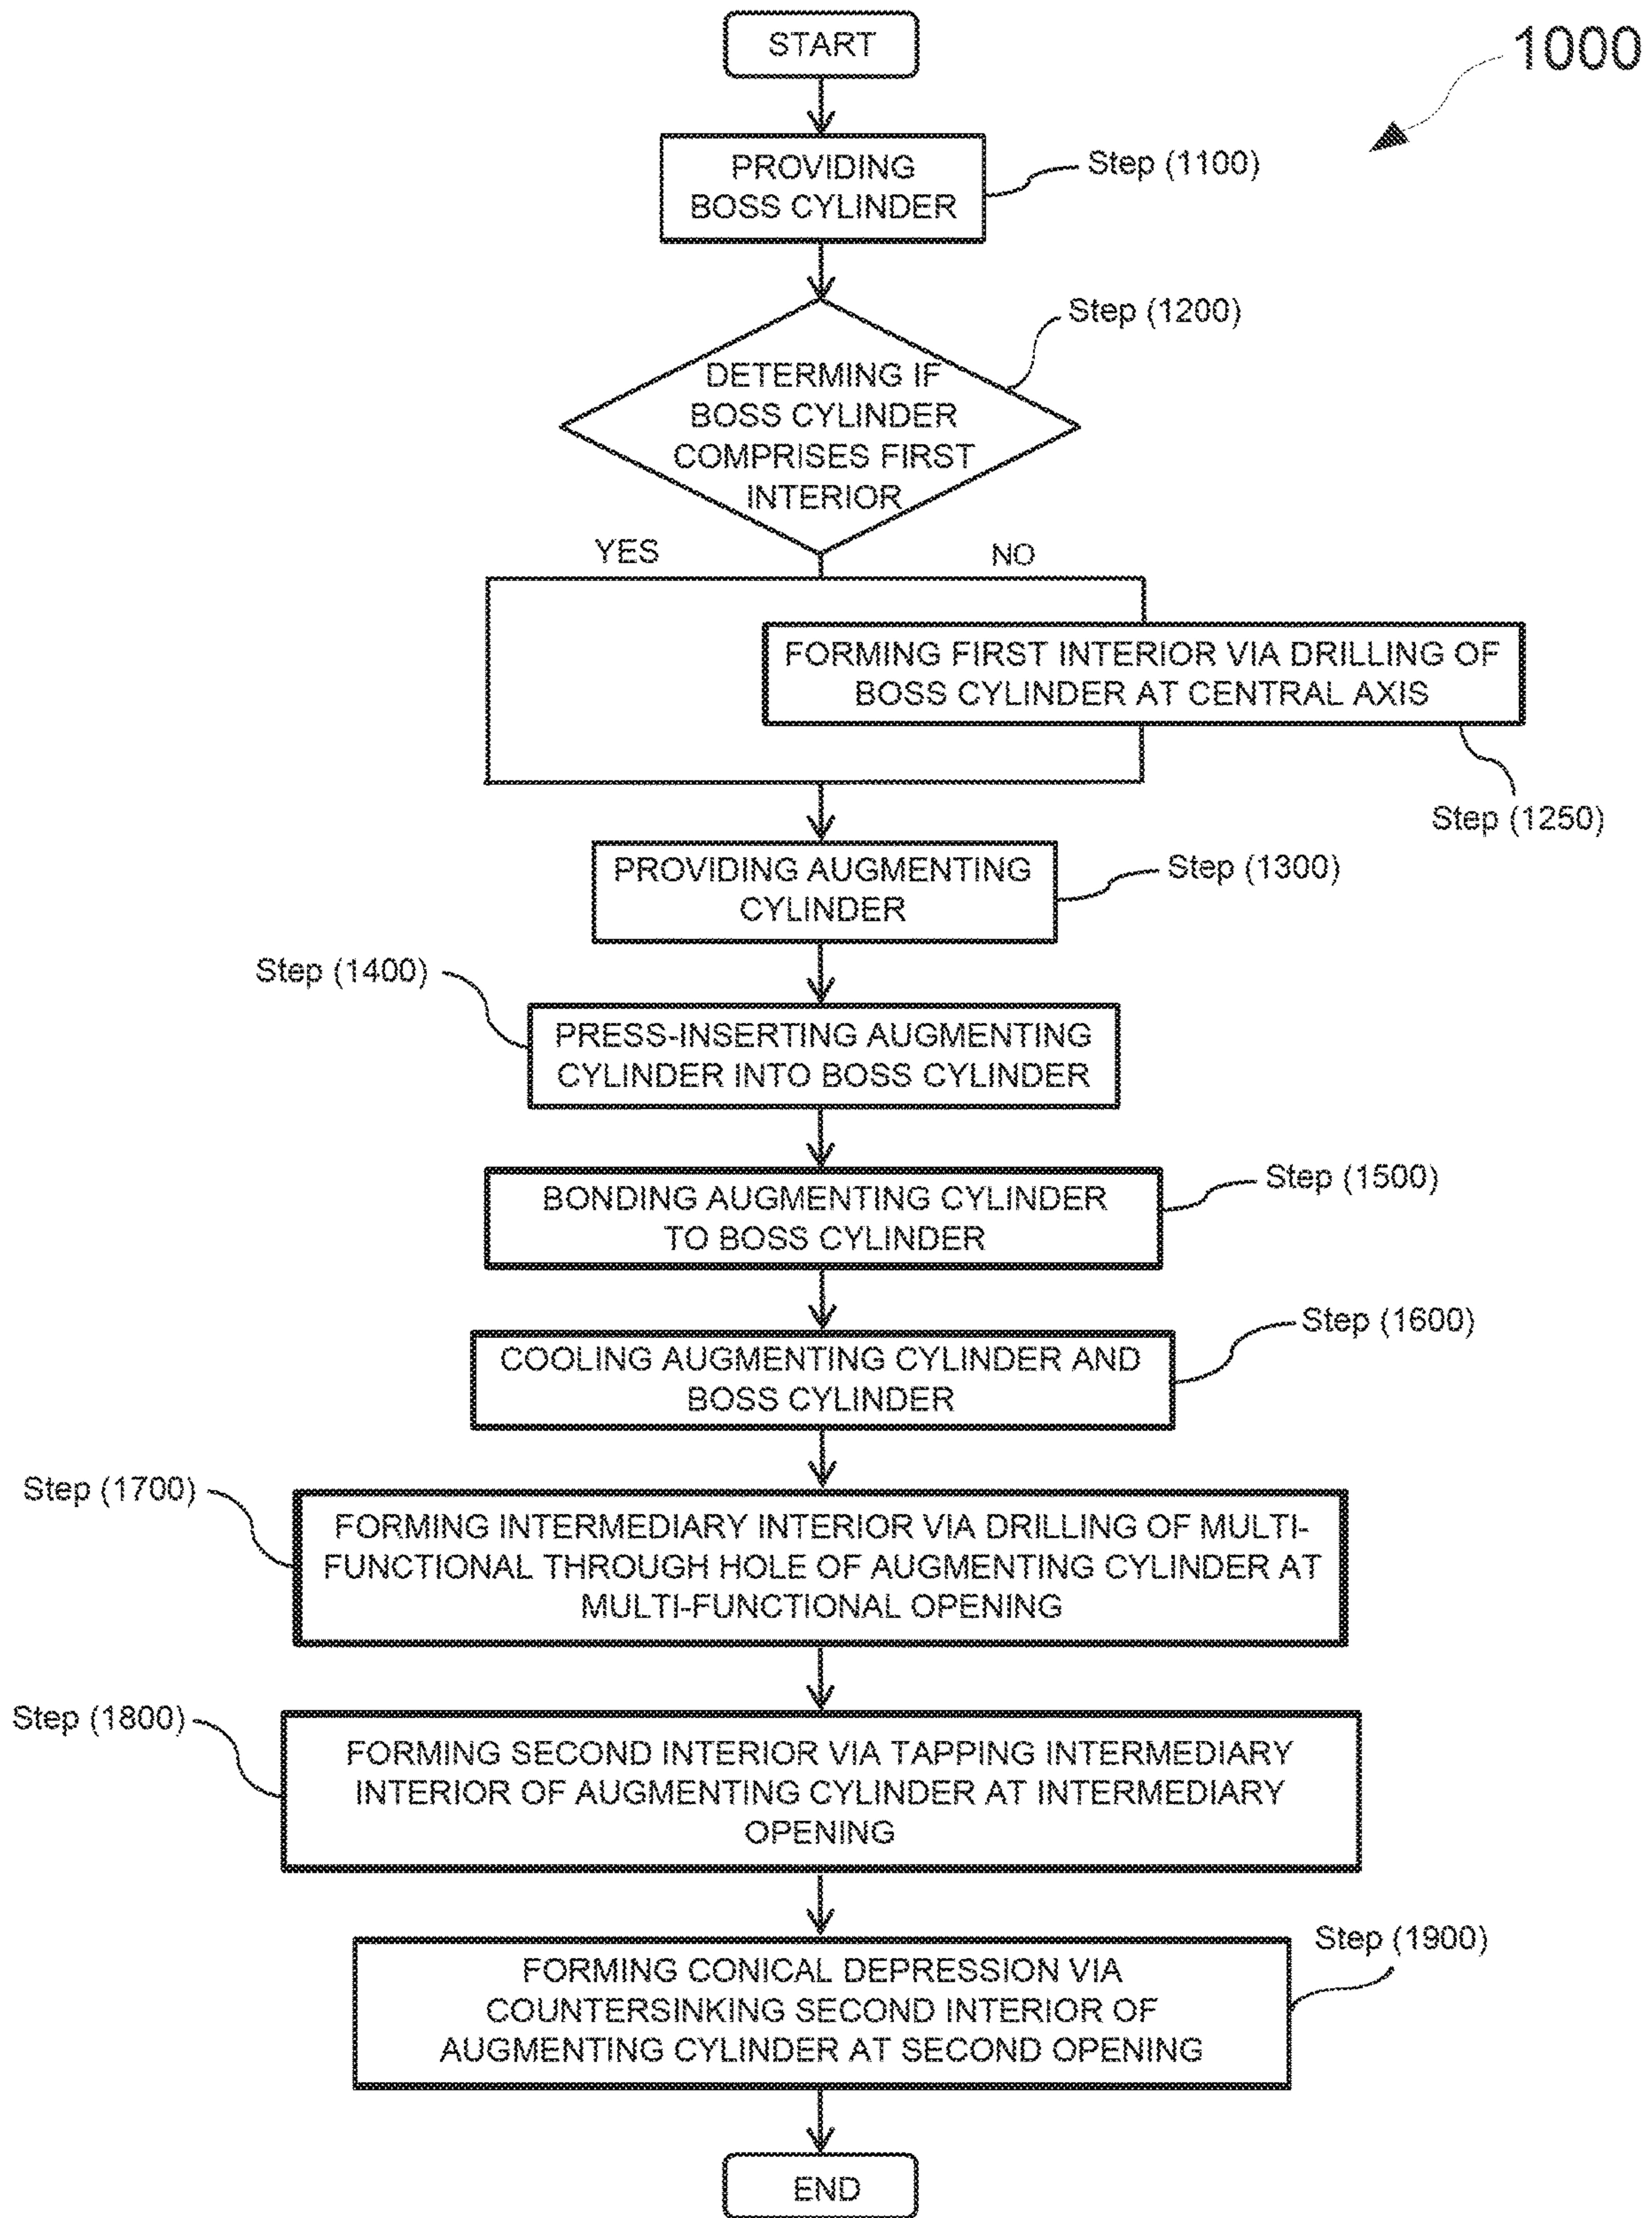 START
1000
PROVIDING
BOSS CYLINDER
Step (1100)
Step (1200)
DETERMING IF
BOSS CYLINDER
COMPRISES FIRST
INTERIOR
YES
NO
FORMING FIRST INTERIOR VIA DRILLING OF
BOSS CYLINDER AT CENTRAL AXIS
Step (1250)
PROVIDING AUGMENTING
CYLINDER
Step (1300)
Step (1400)
PRESS-INSERTING AUGMENTING
CYLINDER INTO BOSS CYLINDER
BONDING AUGMENTING CYLINDER
TO BOSS CYLINDER
Step (1500)
COOLING AUGMENTING CYLINDER AND
BOSS CYLINDER
Step (1600)
Step (1700)
FORMING INTERMEDIARY INTERIOR VIA DRILLING OF MULTI-
FUNCTIONAL THROUGH HOLE OF AUGMENTING CYLINDER AT
MULTI-FUNCTIONAL OPENING
Step (1800)
FORMING SECOND INTERIOR VIA TAPPING INTERMEDIARY
INTERIOR OF AUGMENTING CYLINDER AT INTERMEDIARY
OPENING
Step (1900)
FORMING CONICAL DEPRESSION VIA
COUNTERSINKING SECOND INTERIOR OF
AUGMENTING CYLINDER AT SECOND OPENING
END